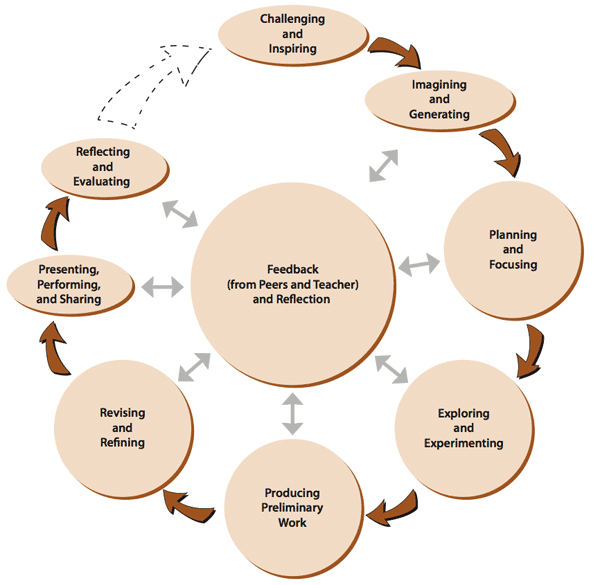 Challenging
and
Inspiring
Imagining
and
Generating
Planning
and
Focusing
Exploring
and
Experimenting
Producing
Preliminary
Work
Revising
and
Refining
Presenting,
Performing,
and Sharing
Reflecting
and
Evaluating
Feedback
(from Peers and Teacher)
and Reflection